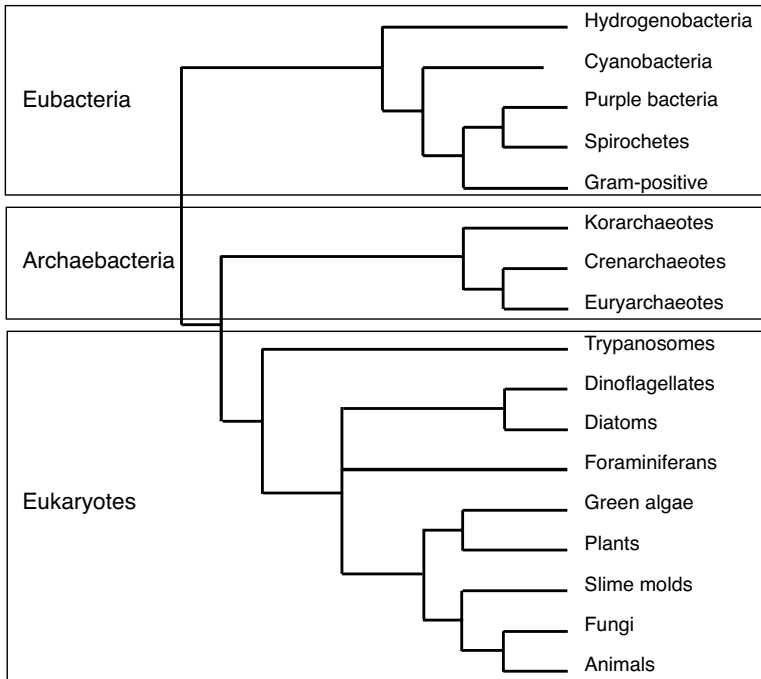 Hydrogenobacteria
Cyanobacteria
Eubacteria
Purple bacteria
Spirochetes
Gram-positive
Korarchaeotes
Archaebacteria
Crenarchaeotes
Euryarchaeotes
Trypanosomes
Dinoflagellates
Diatoms
Foraminiferans
Eukaryotes
Green algae
Plants
Slime molds
Fungi
Animals